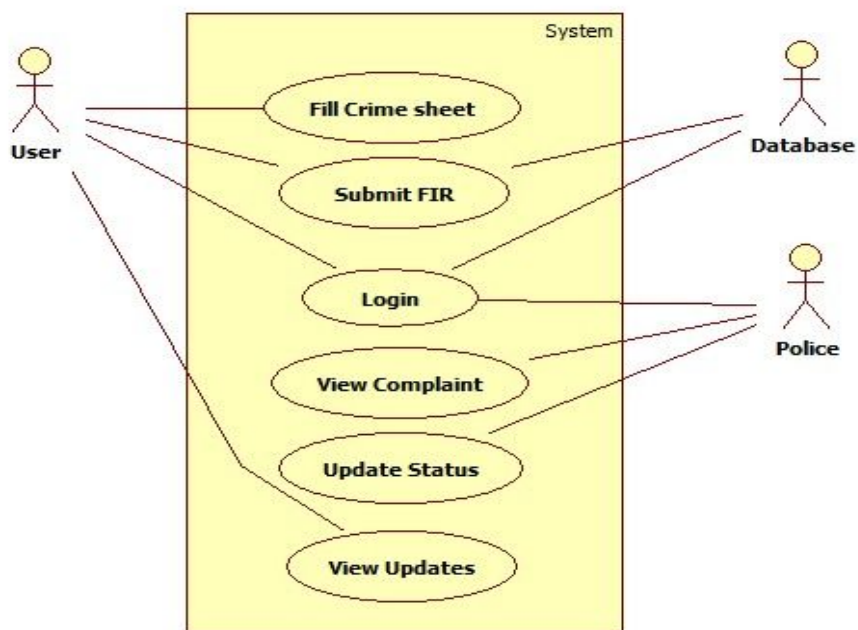 System
Fill Crime sheet
User
Database
Submit FIR
Login
Police
View Complaint
Update Status
View Updates